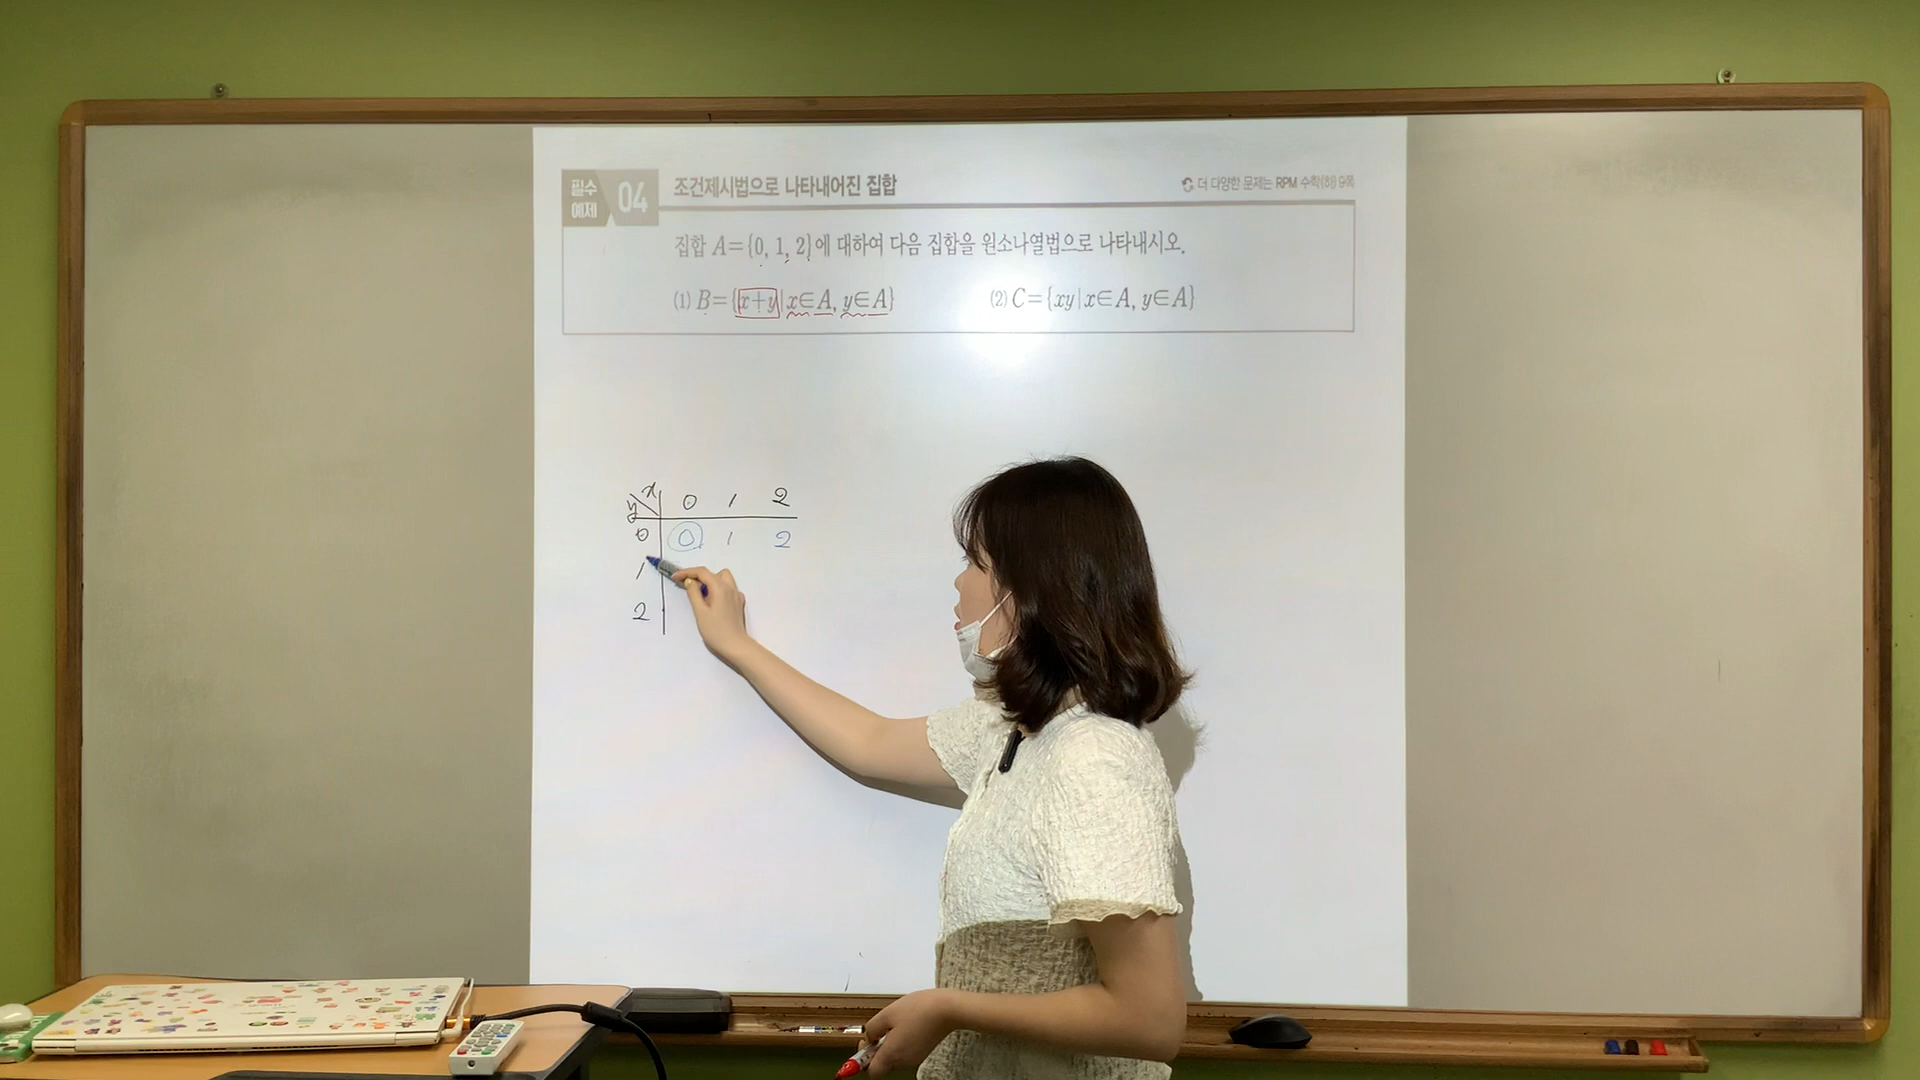 필수 예제 04 조건제시법으로 나타내어진 집합 더 다양한 문제는 RPM 수학(하) 9쪽
집합 A={0, 1, 2}에 대하여 다음 집합을 원소나열법으로 나타내시오.
(1) B={x+y|x∈A, y∈A} (2) C={xy|x∈A, y∈A}
y x 0 1 2
0 0 1 2
1
2